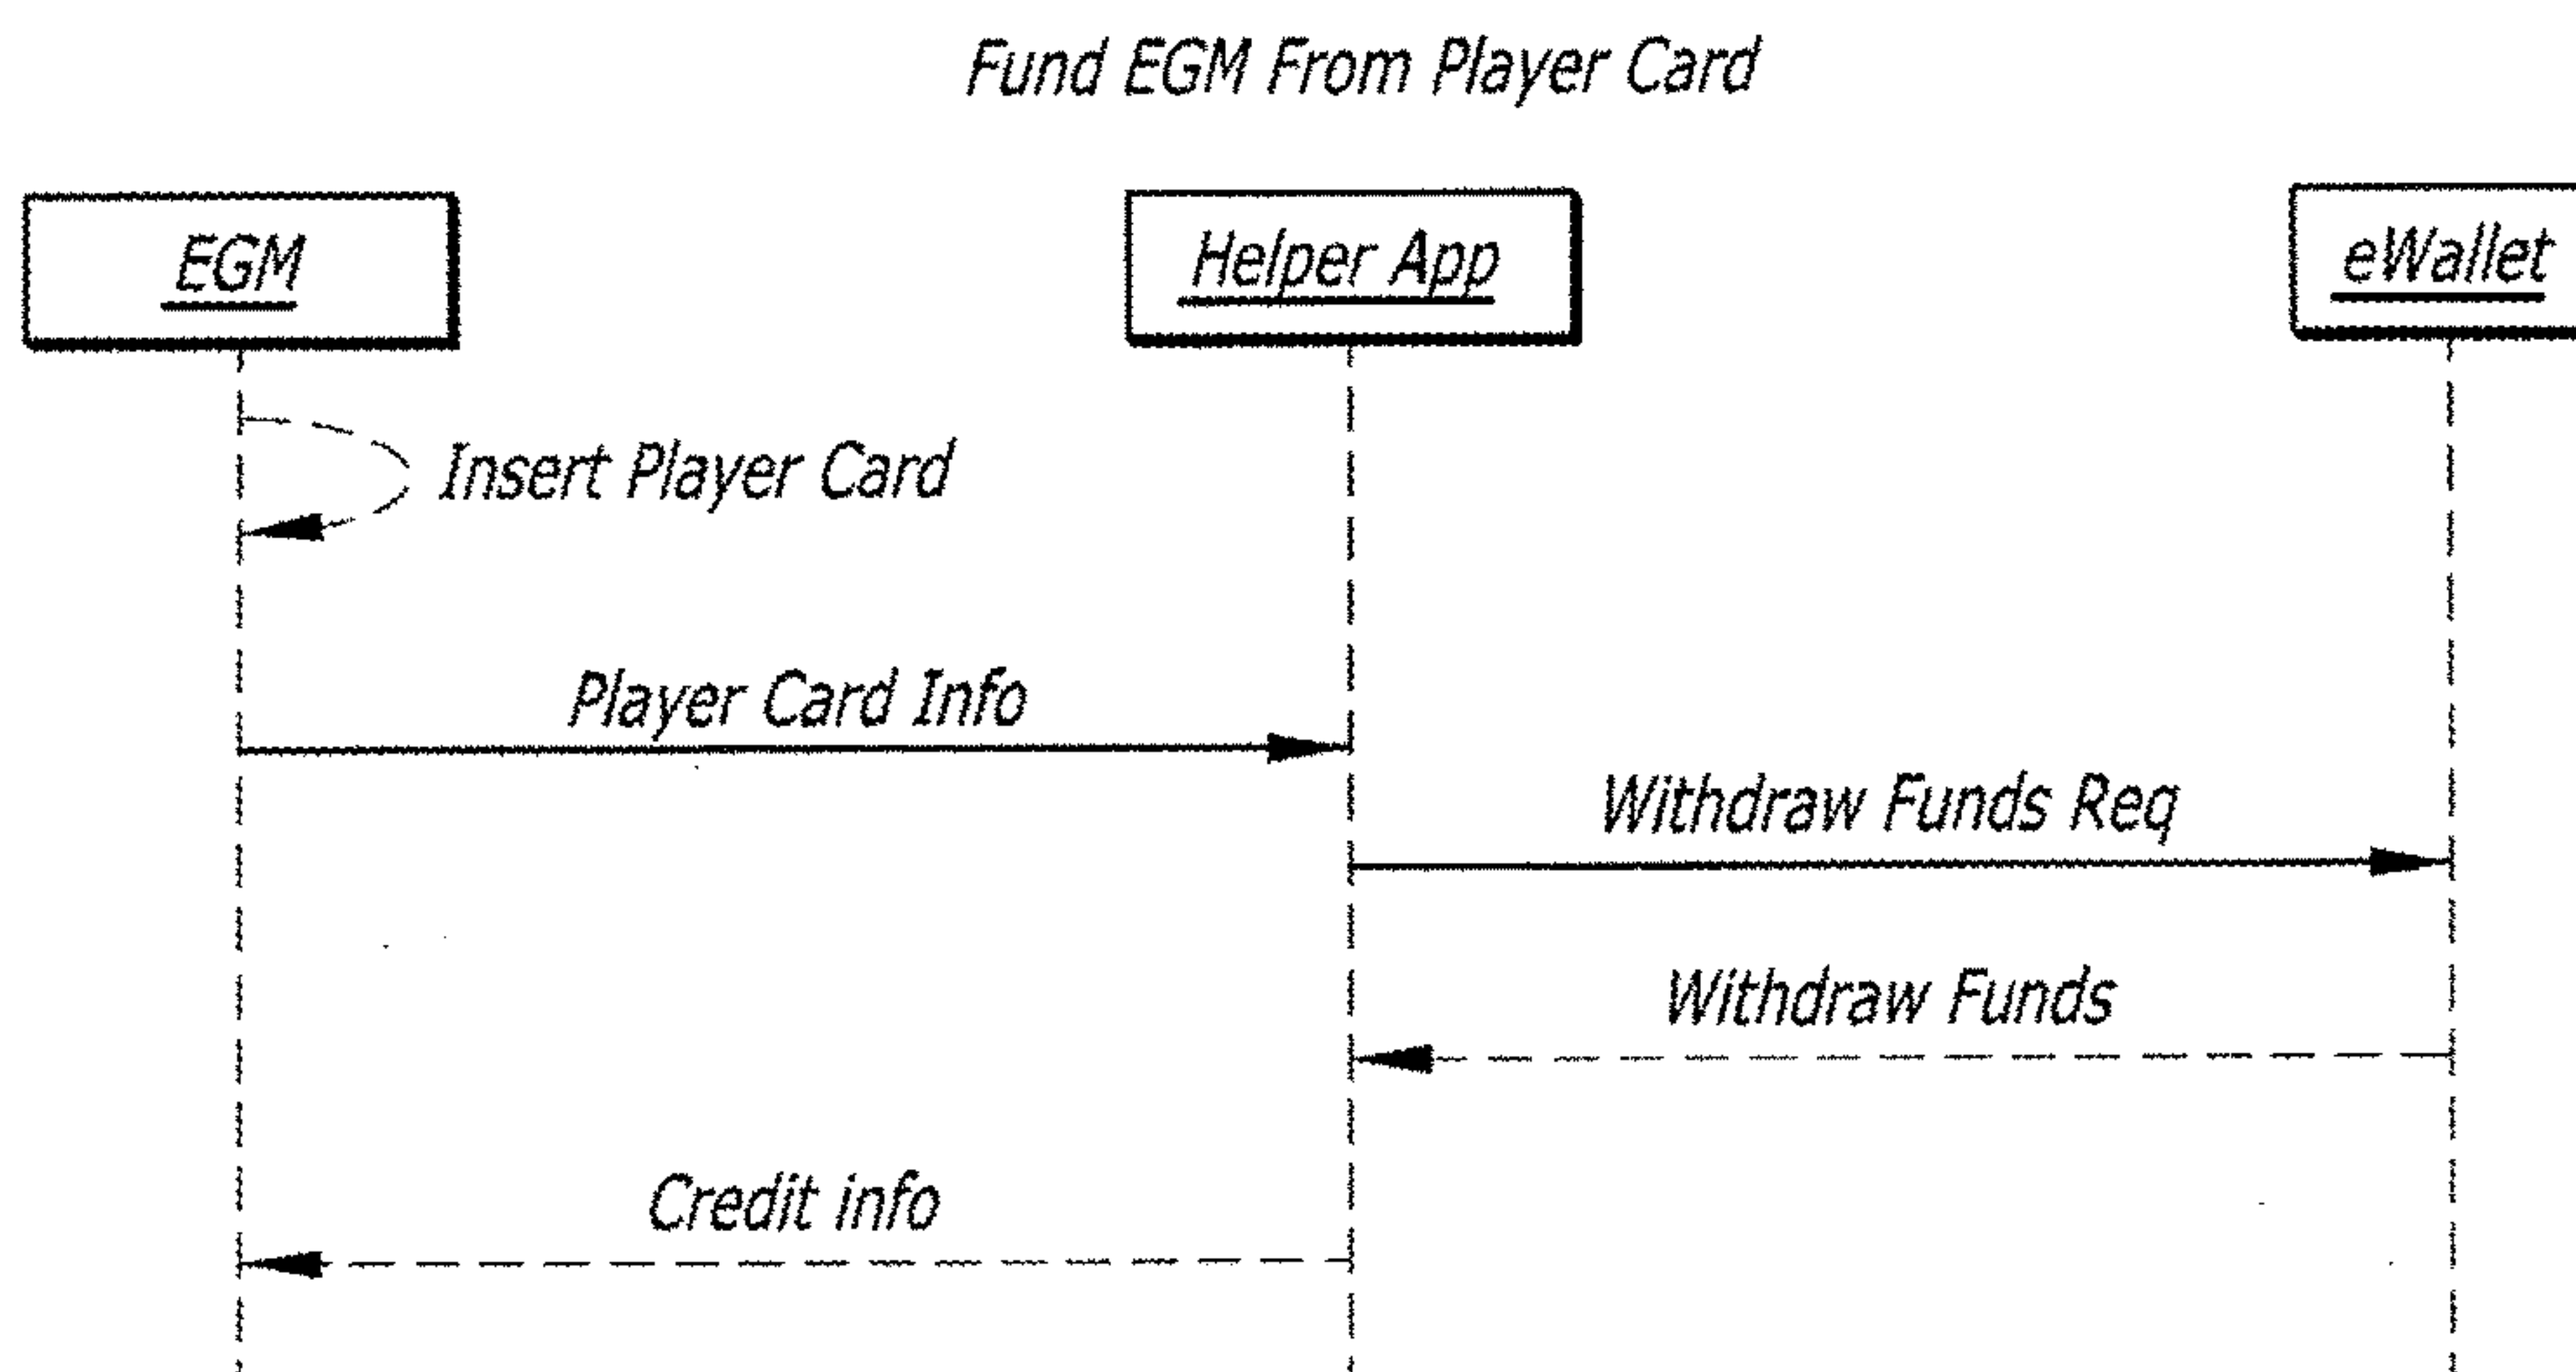 Fund EGM From Player Card
EGM
Helper App
eWallet
Insert Player Card
Player Card Info
Withdraw Funds Req
Withdraw Funds
Credit info